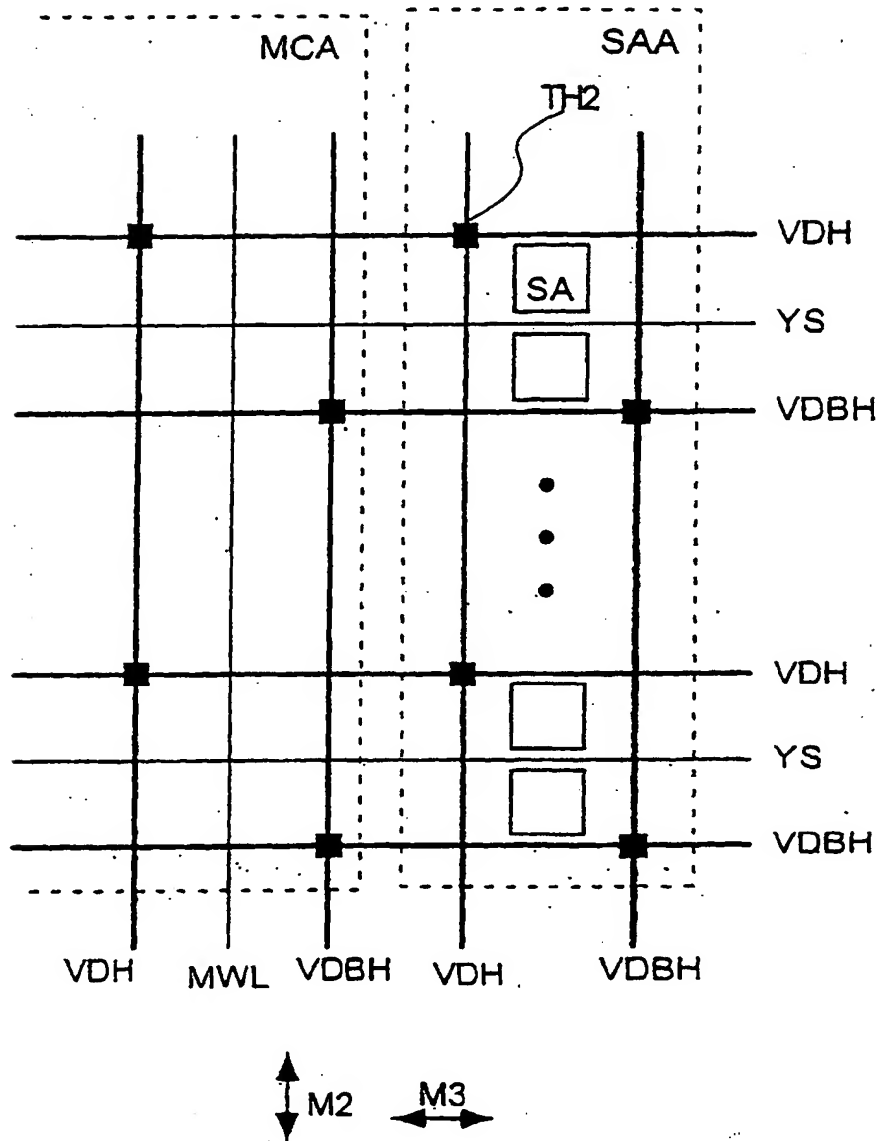 MCA
SAA
TH2
VDH
SA
YS
VDBH
VDH
YS
VDBH
VDH MWL VDBH VDH VDBH
M2 M3